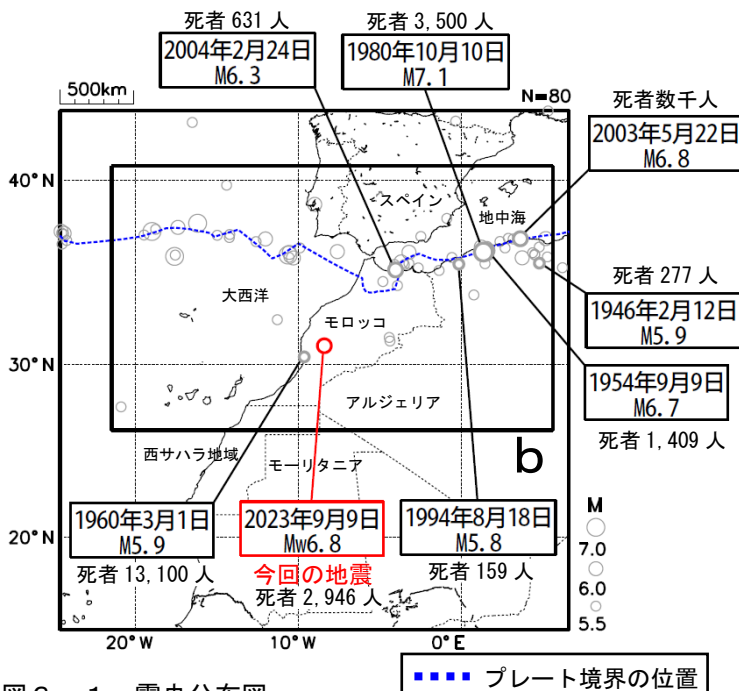 死者 631 人
2004年2月24日
M6.3
死者 3,500 人
1980年10月10日
M7.1
500km
N=80
死者数千人
2003年5月22日
M6.8
40°N
スペイン
地中海
死者 277 人
1946年2月12日
M5.9
大西洋
モロッコ
30°N
1954年9月9日
M6.7
アルジェリア
死者 1,409 人
西サハラ地域
モーリタニア
b
1960年3月1日
M5.9
死者 13,100 人
2023年9月9日
Mw6.8
今回の地震
死者 2,946 人
1994年8月18日
M5.8
死者 159 人
M
7.0
6.0
5.5
20°N
20°W
10°W
0°E
プレート境界の位置